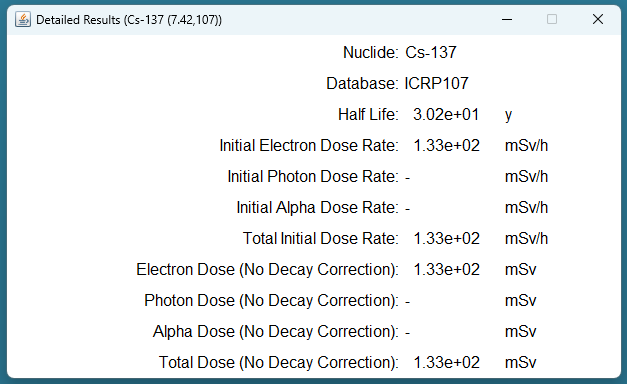 Detailed Results (Cs-137 (7.42,107))
Nuclide: Cs-137
Database: ICRP107
Half Life: 3.02e+01 y
Initial Electron Dose Rate: 1.33e+02 mSv/h
Initial Photon Dose Rate: - mSv/h
Initial Alpha Dose Rate: - mSv/h
Total Initial Dose Rate: 1.33e+02 mSv/h
Electron Dose (No Decay Correction): 1.33e+02 mSv
Photon Dose (No Decay Correction): - mSv
Alpha Dose (No Decay Correction): - mSv
Total Dose (No Decay Correction): 1.33e+02 mSv